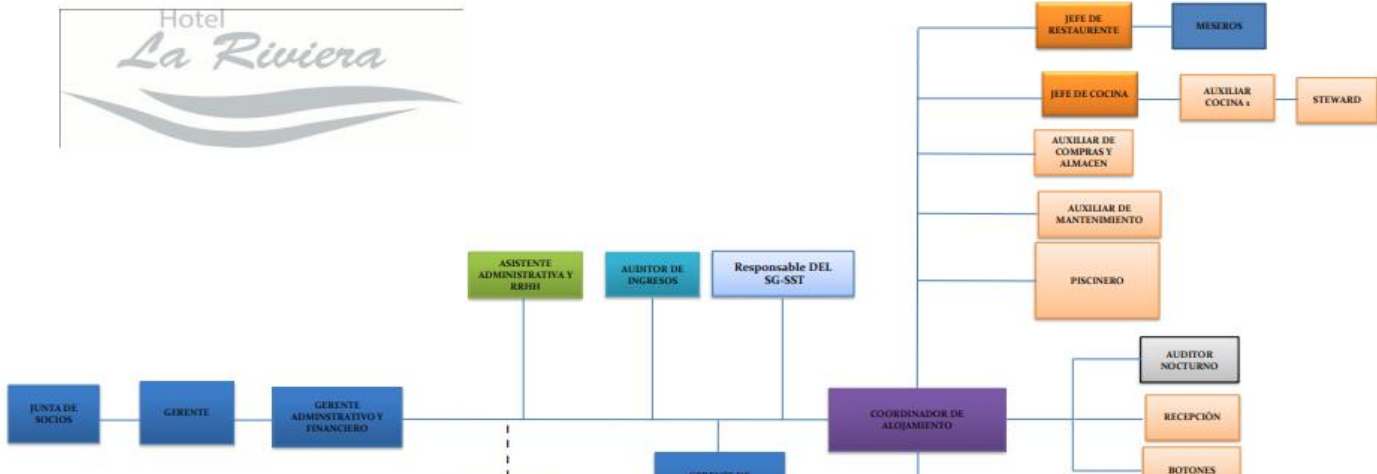 Hotel
La Riviera
JEFE DE
RESTAURENTE
MESEROS
JEFE DE COCINA
AUXILIAR
COCINA 1
STEWARD
AUXILIAR DE
COMPRAS Y
ALMACEN
AUXILIAR DE
MANTENIMIENTO
ASISTENTE
ADMINISTRATIVA Y
RRHH
AUDITOR DE
INGRESOS
Responsable DEL
SG-SST
PISCINERO
AUDITOR
NOCTURNO
JUNTA DE
SOCIOS
GERENTE
GERENTE
ADMINSTRATIVO Y
FINANCIERO
COORDINADOR DE
ALOJAMIENTO
RECEPCIÓN
BOTONES